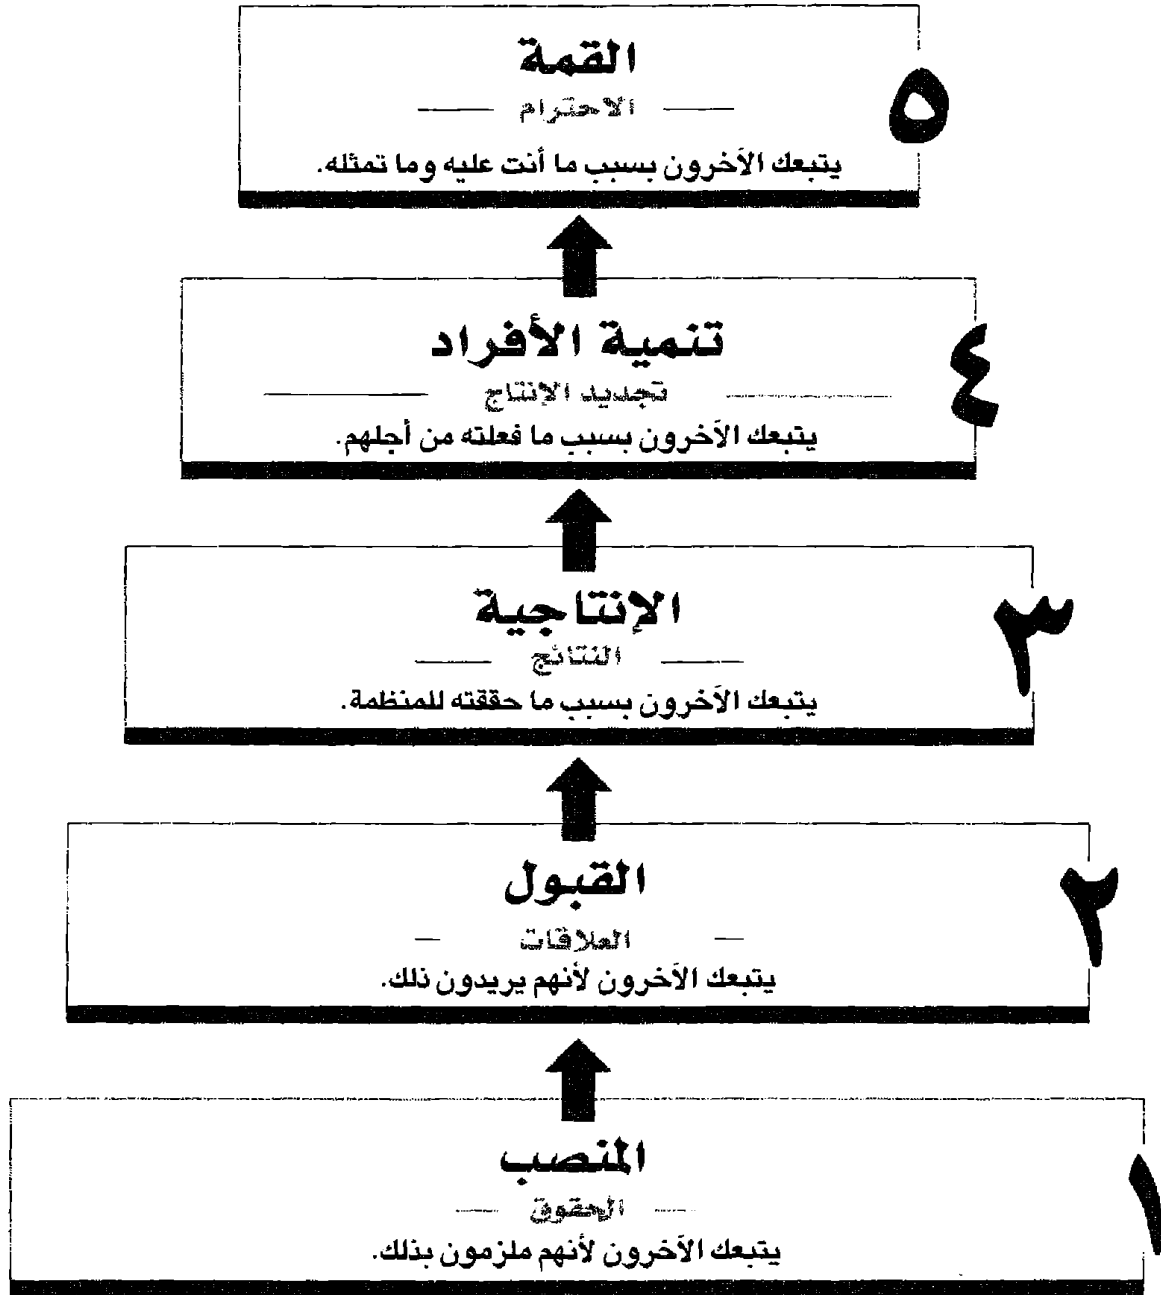 القمة
٥
الاحترام
يتبعك الآخرون بسبب ما أنت عليه وما تمثله.
تنمية الأفراد
٤
تجديد الإنتاج
يتبعك الآخرون بسبب ما فعلته من أجلهم.
الإنتاجية
٣
النتائج
يتبعك الآخرون بسبب ما حققته للمنظمة.
القبول
٢
العلاقات
يتبعك الآخرون لأنهم يريدون ذلك.
المنصب
١
الحقوق
يتبعك الآخرون لأنهم ملزمون بذلك.